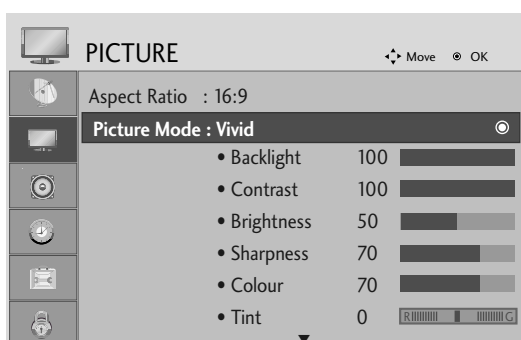 PICTURE Move OK
Aspect Ratio : 16:9
Picture Mode : Vivid
• Backlight 100
• Contrast 100
• Brightness 50
• Sharpness 70
• Colour 70
• Tint 0 R G